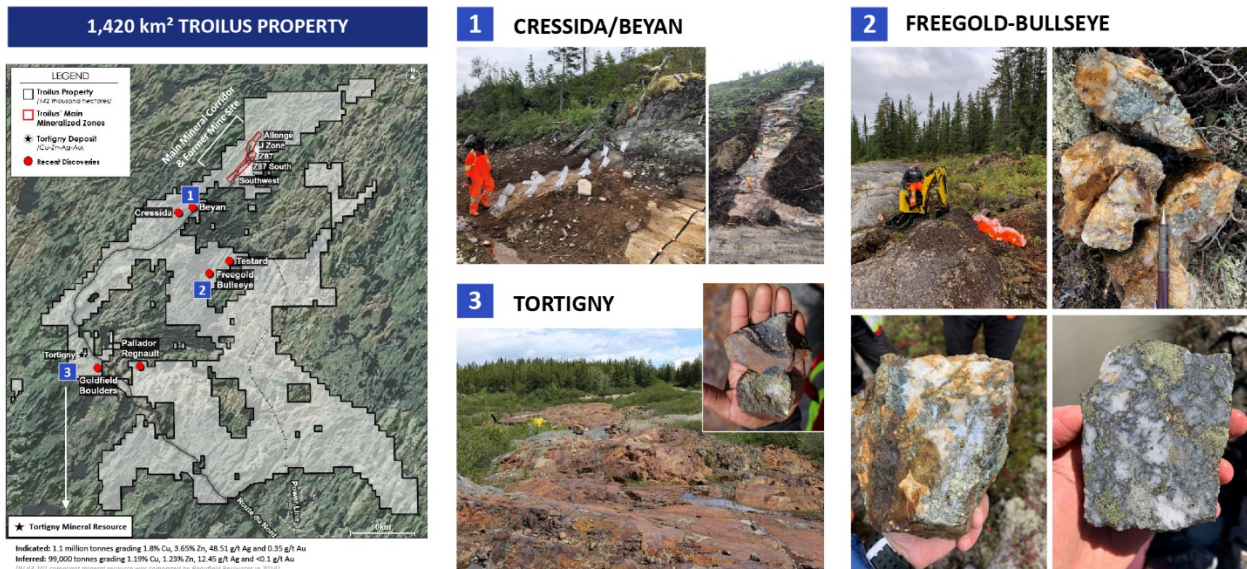 1,420 km² TROILUS PROPERTY
LEGEND
Troilus Property
(142 thousand hectares)
Troilus' Main
Mineralized Zones
Tortigny Deposit
(Cu-Zn-Ag-Au)
Recent Discoveries
Main Mineral Corridor
& Former Mine Site
Allongé
J Zone
Z87
Z87 South
Southwest
1
Beyan
Cressida
Testard
Freegold
Bullseye
2
Pallador
Regnault
Tortigny
3
Goldfield
Boulders
Power Line
Route du Nord
10km
★ Tortigny Mineral Resource
Indicated: 1.1 million tonnes grading 1.8% Cu, 3.65% Zn, 48.51 g/t Ag and 0.35 g/t Au
Inferred: 99,000 tonnes grading 1.19% Cu, 1.23% Zn, 12.45 g/t Ag and <0.1 g/t Au
1 CRESSIDA/BEYAN
2 FREEGOLD-BULLSEYE
3 TORTIGNY